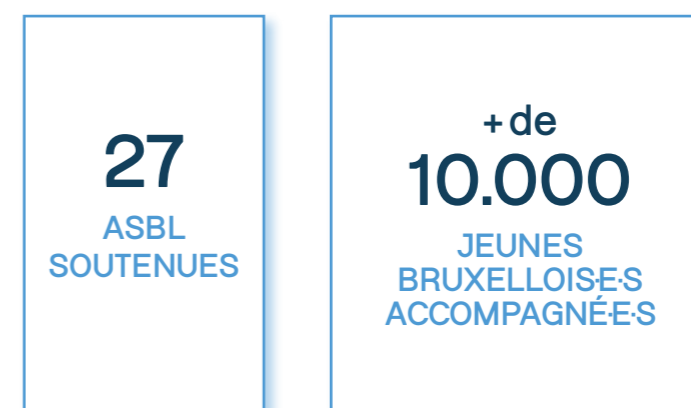 27
ASBL
SOUTENUES
+ de
10.000
JEUNES
BRUXELLOIS·E·S
ACCOMPAGNÉ·E·S